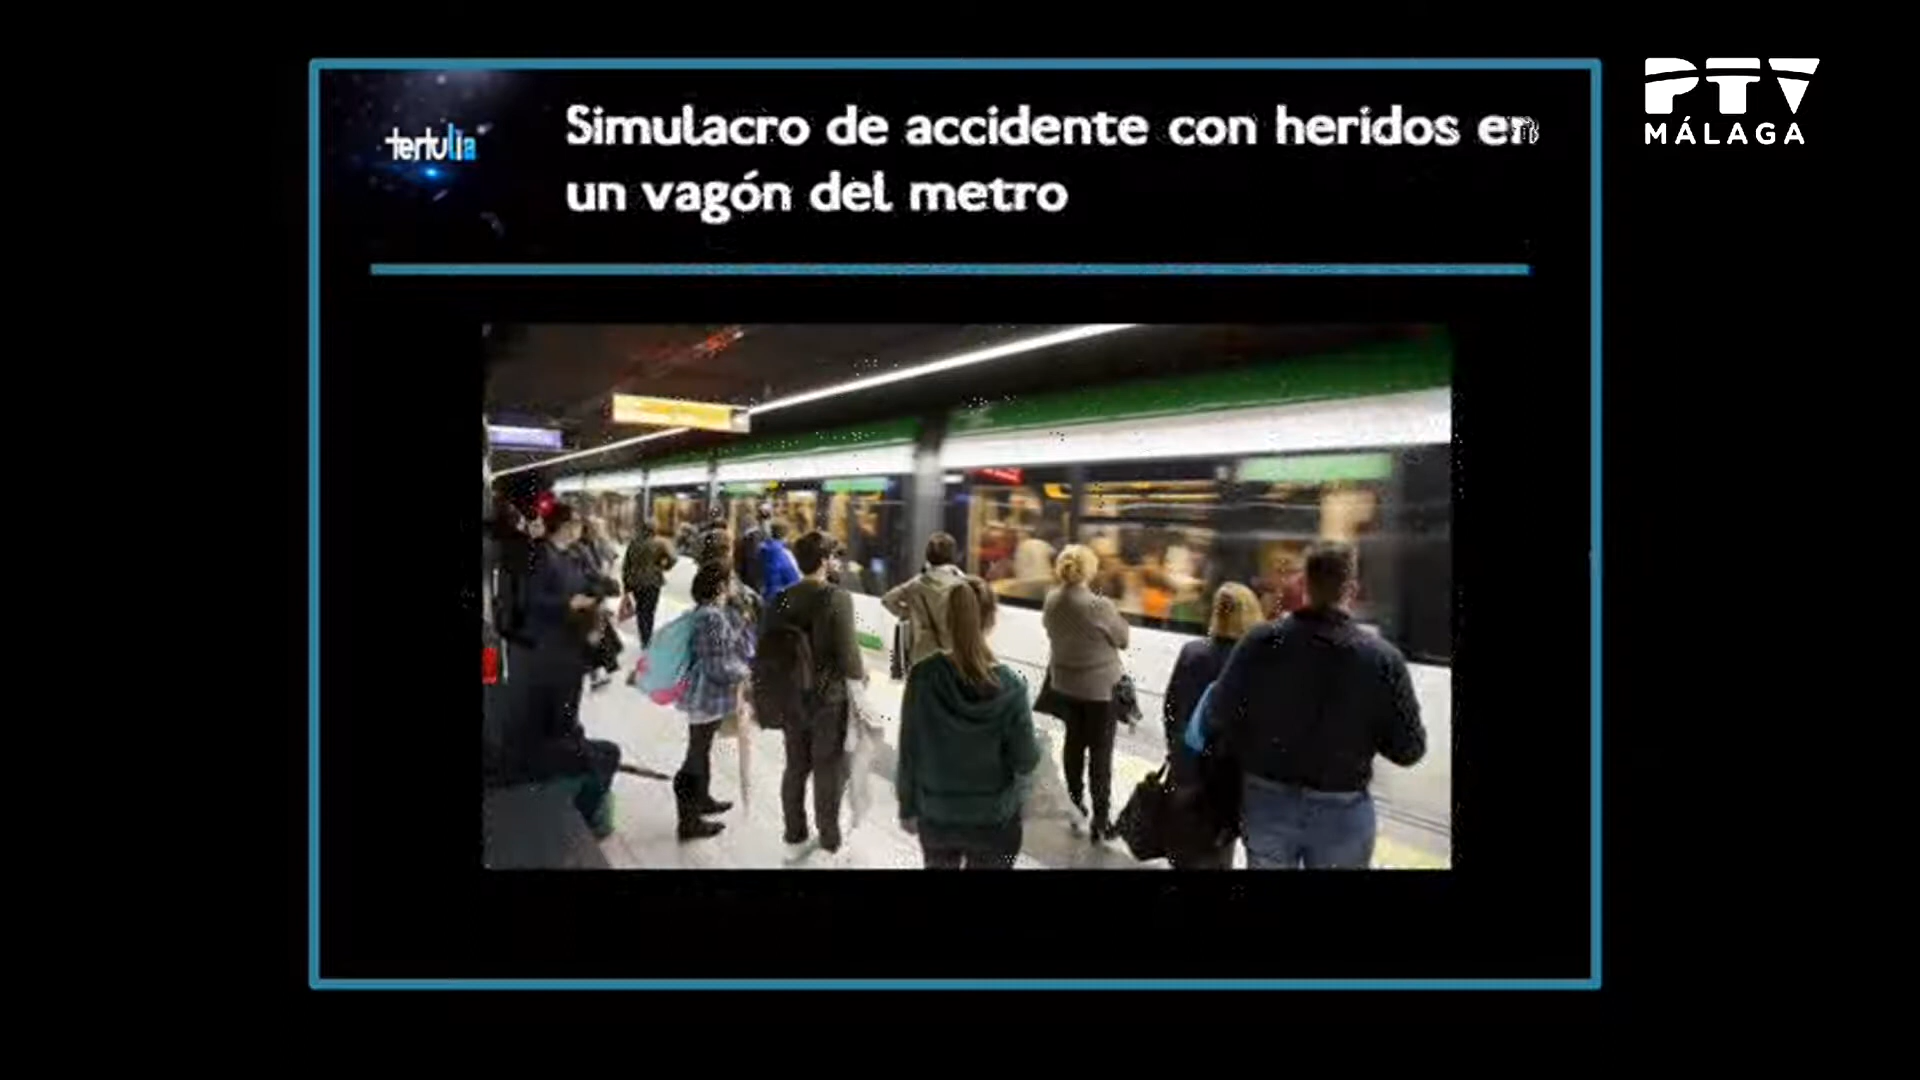 PTV
MÁLAGA
tertulia
Simulacro de accidente con heridos en
un vagón del metro